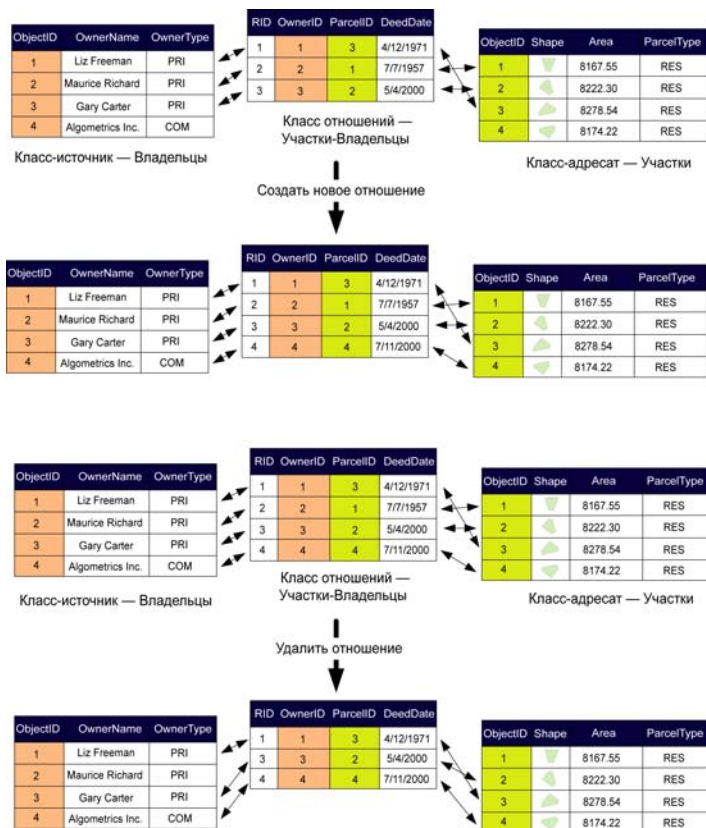 ObjectID OwnerName OwnerType
1 Liz Freeman PRI
2 Maurice Richard PRI
3 Gary Carter PRI
4 Algometrics Inc. COM
Класс-источник — Владельцы
RID OwnerID ParcelID DeedDate
1 1 3 4/12/1971
2 2 1 7/7/1957
3 3 2 5/4/2000
Класс отношений —
Участки-Владельцы
ObjectID Shape Area ParcelType
1 8167.55 RES
2 8222.30 RES
3 8278.54 RES
4 8174.22 RES
Класс-адресат — Участки
Создать новое отношение
ObjectID OwnerName OwnerType
1 Liz Freeman PRI
2 Maurice Richard PRI
3 Gary Carter PRI
4 Algometrics Inc. COM
RID OwnerID ParcelID DeedDate
1 1 3 4/12/1971
2 2 1 7/7/1957
3 3 2 5/4/2000
4 4 4 7/11/2000
ObjectID Shape Area ParcelType
1 8167.55 RES
2 8222.30 RES
3 8278.54 RES
4 8174.22 RES
ObjectID OwnerName OwnerType
1 Liz Freeman PRI
2 Maurice Richard PRI
3 Gary Carter PRI
4 Algometrics Inc. COM
Класс-источник — Владельцы
RID OwnerID ParcelID DeedDate
1 1 3 4/12/1971
2 2 1 7/7/1957
3 3 2 5/4/2000
4 4 4 7/11/2000
Класс отношений —
Участки-Владельцы
ObjectID Shape Area ParcelType
1 8167.55 RES
2 8222.30 RES
3 8278.54 RES
4 8174.22 RES
Класс-адресат — Участки
Удалить отношение
ObjectID OwnerName OwnerType
1 Liz Freeman PRI
2 Maurice Richard PRI
3 Gary Carter PRI
4 Algometrics Inc. COM
RID OwnerID ParcelID DeedDate
1 1 3 4/12/1971
3 3 2 5/4/2000
4 4 4 7/11/2000
ObjectID Shape Area ParcelType
1 8167.55 RES
2 8222.30 RES
3 8278.54 RES
4 8174.22 RES